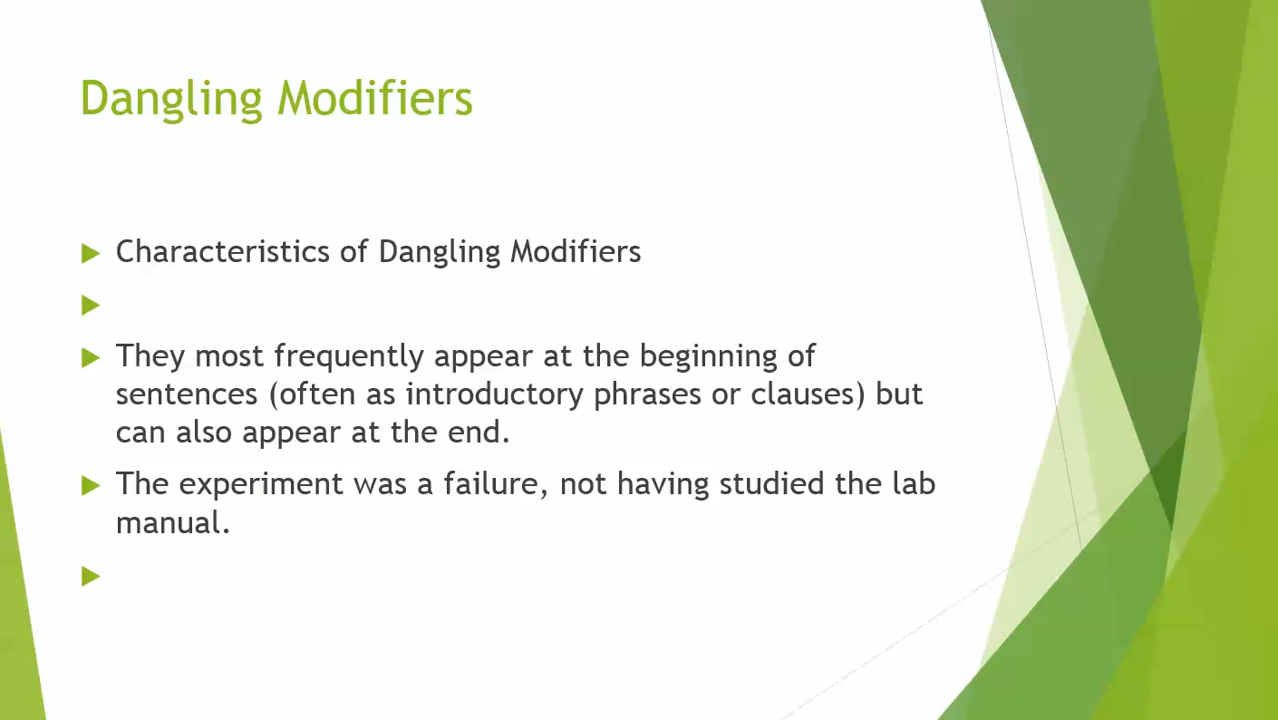 Dangling Modifiers
Characteristics of Dangling Modifiers
They most frequently appear at the beginning of
sentences (often as introductory phrases or clauses) but
can also appear at the end.
The experiment was a failure, not having studied the lab
manual.